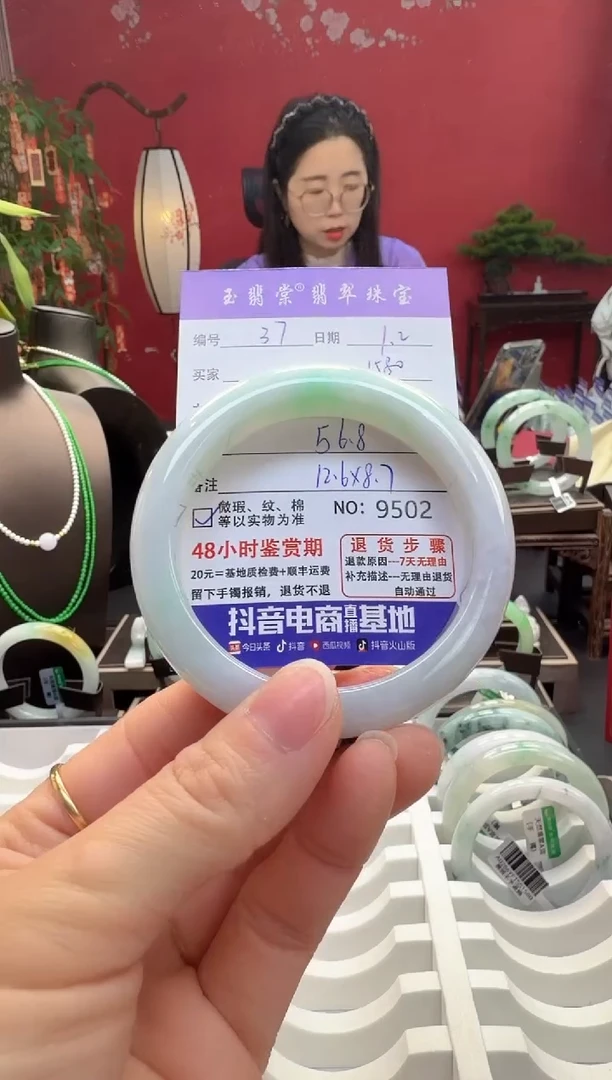 玉翡棠®翡翠珠宝
编号 37 日期 1.2
买家 1580
56.8
注 12.6×8.7
微瑕、纹、棉
等以实物为准
NO: 9502
48小时鉴赏期
20元=基地质检费+顺丰运费
留下手镯报销，退货不退
退货步骤
退款原因---7天无理由
补充描述---无理由退货
自动通过
抖音电商直播基地
头条 今日头条 抖音 西瓜视频 抖音火山版